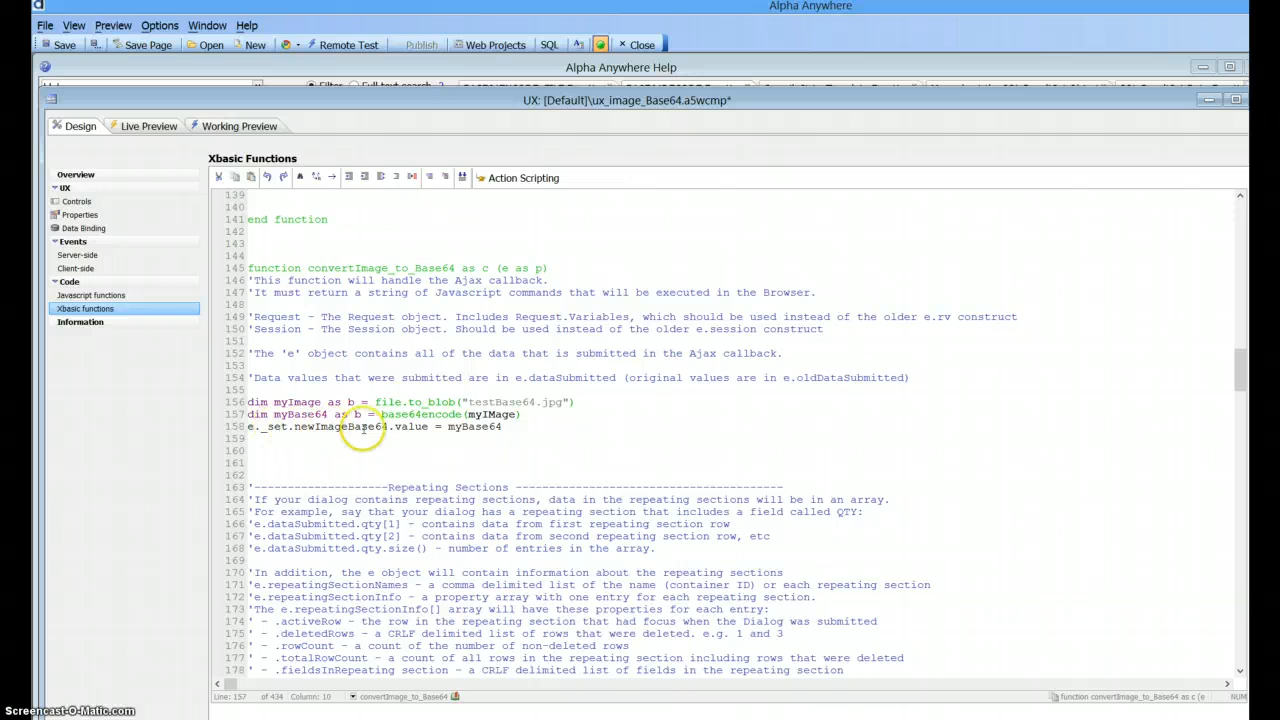 Alpha Anywhere
File View Preview Options Window Help
Save Save Page Open New Remote Test Publish Web Projects SQL Close
Alpha Anywhere Help
Filter Full text search ?
UX: [Default]\ux_image_Base64.a5wcmp*
Design Live Preview Working Preview
Xbasic Functions
Overview
UX
Controls
Properties
Data Binding
Events
Server-side
Client-side
Code
Javascript functions
Xbasic functions
Information
Action Scripting
139
140
141 end function
142
143
144
145 function convertImage_to_Base64 as c (e as p)
146 'This function will handle the Ajax callback.
147 'It must return a string of Javascript commands that will be executed in the Browser.
148
149 'Request - The Request object. Includes Request.Variables, which should be used instead of the older e.rv construct
150 'Session - The Session object. Should be used instead of the older e.session construct
151
152 'The 'e' object contains all of the data that is submitted in the Ajax callback.
153
154 'Data values that were submitted are in e.dataSubmitted (original values are in e.oldDataSubmitted)
155
156 dim myImage as b = file.to_blob("testBase64.jpg")
157 dim myBase64 as b = base64encode(myIMage)
158 e._set.newImageBase64.value = myBase64
159
160
161
162
163 '--------------------Repeating Sections ----------------------------------------
164 'If your dialog contains repeating sections, data in the repeating sections will be in an array.
165 'For example, say that your dialog has a repeating section that includes a field called QTY:
166 'e.dataSubmitted.qty[1] - contains data from first repeating section row
167 'e.dataSubmitted.qty[2] - contains data from second repeating section row, etc
168 'e.dataSubmitted.qty.size() - number of entries in the array.
169
170 'In addition, the e object will contain information about the repeating sections
171 'e.repeatingSectionNames - a comma delimited list of the name (container ID) or each repeating section
172 'e.repeatingSectionInfo - a property array with one entry for each repeating section.
173 'The e.repeatingSectionInfo[] array will have these properties for each entry:
174 ' - .activeRow - the row in the repeating section that had focus when the Dialog was submitted
175 ' - .deletedRows - a CRLF delimited list of rows that were deleted. e.g. 1 and 3
176 ' - .rowCount - a count of the number of non-deleted rows
177 ' - .totalRowCount - a count of all rows in the repeating section including rows that were deleted
178 ' - .fieldsInRepeating section - a CRLF delimited list of fields in the repeating section
Line: 157 of 434 Column: 10 convertImage_to_Base64 function convertImage_to_Base64 as c (e NUM
Screencast-O-Matic.com